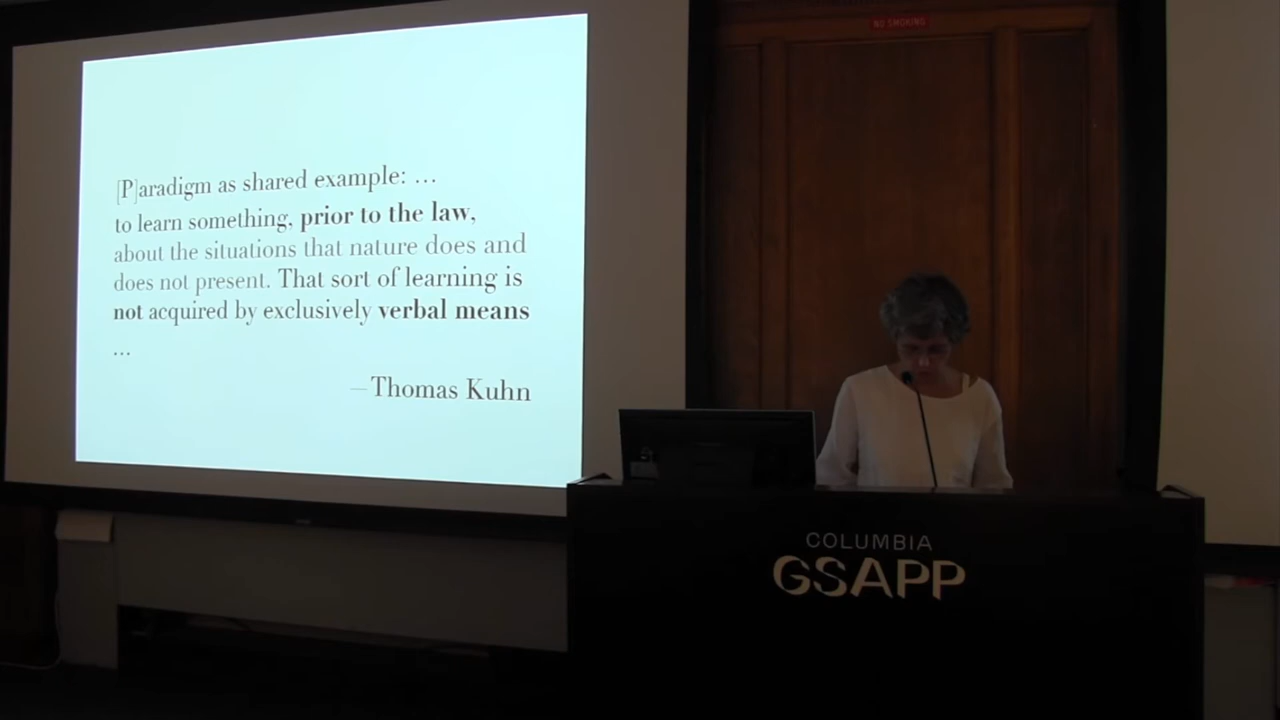 [P]aradigm as shared example: …
to learn something, prior to the law,
about the situations that nature does and
does not present. That sort of learning is
not acquired by exclusively verbal means
…
—Thomas Kuhn
NO SMOKING
COLUMBIA
GSAPP